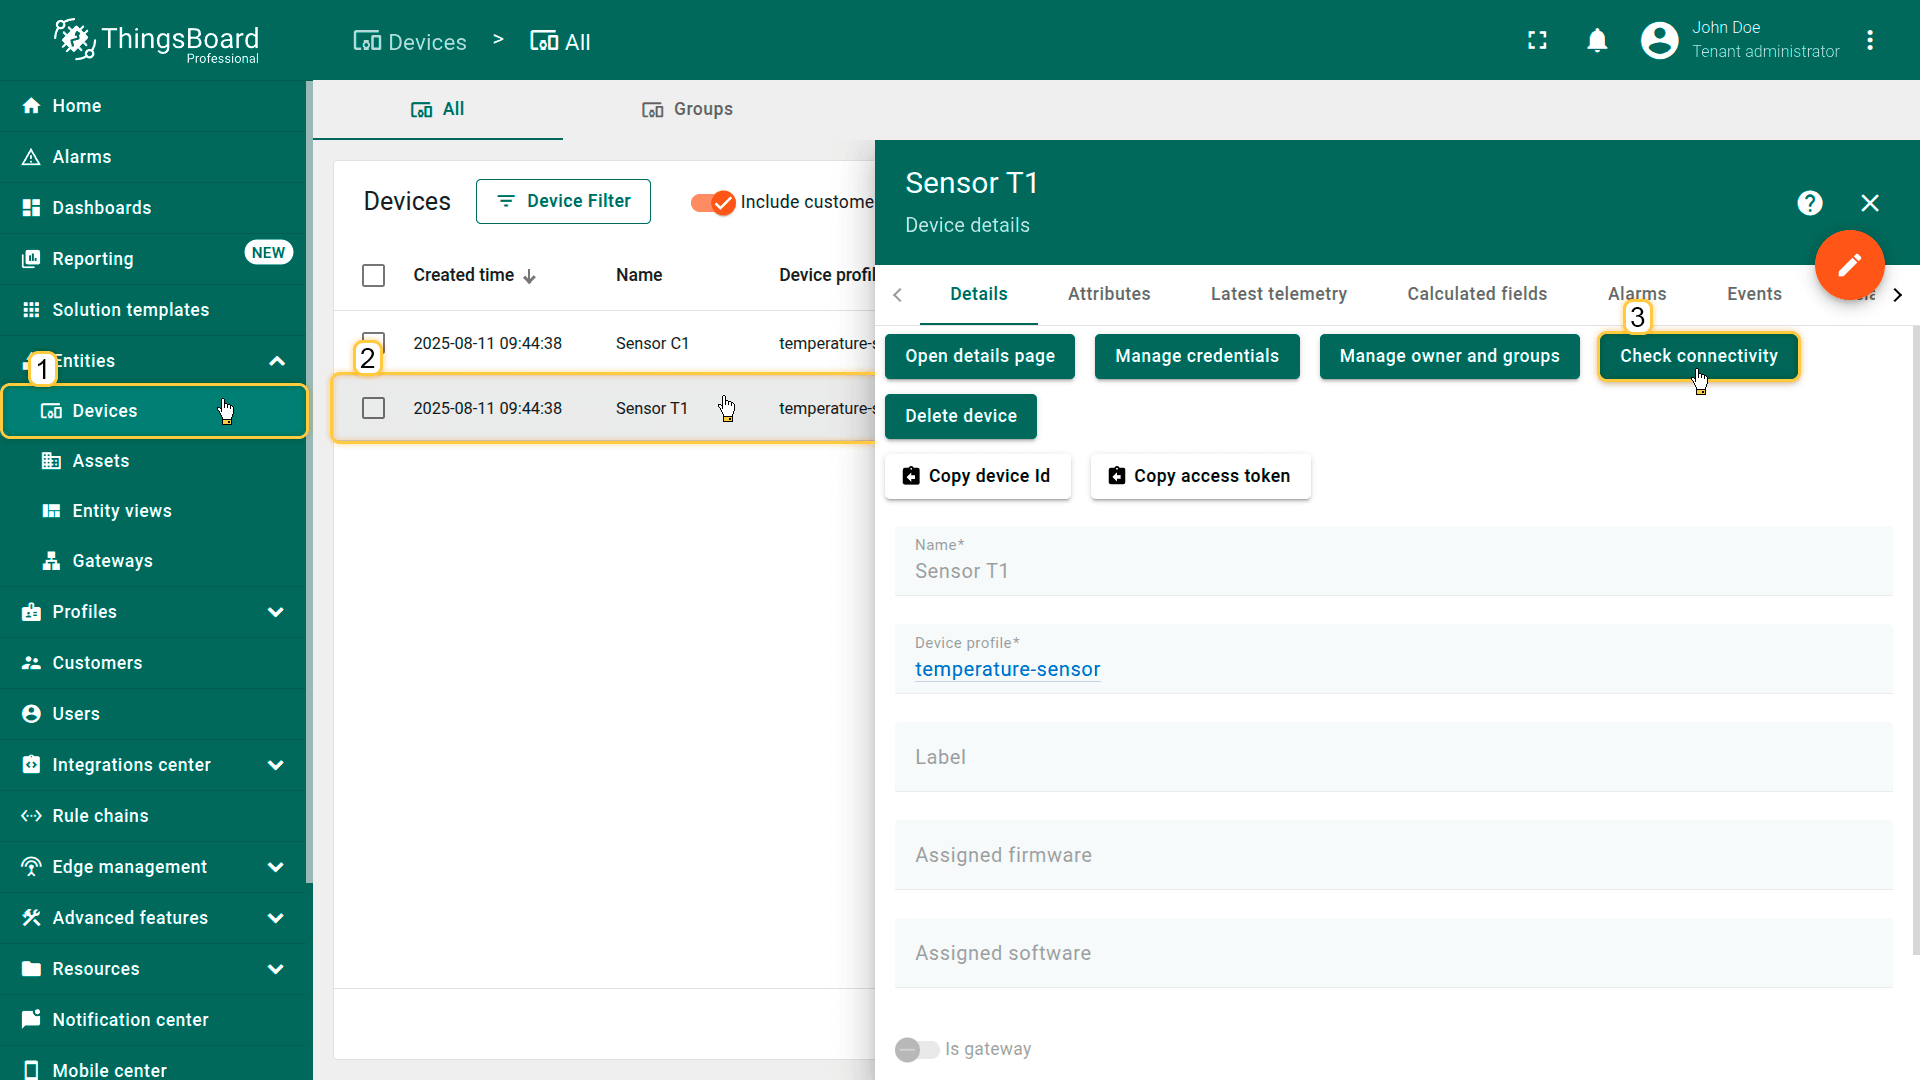 ThingsBoard
Professional
Devices > All
John Doe
Tenant administrator
Home
Alarms
Dashboards
Reporting
NEW
Solution templates
Entities
1
Devices
Assets
Entity views
Gateways
Profiles
Customers
Users
Integrations center
Rule chains
Edge management
Advanced features
Resources
Notification center
Mobile center
All
Groups
Devices
Device Filter
Include custome
Created time
Name
Device profil
2025-08-11 09:44:38
Sensor C1
temperature-s
2
2025-08-11 09:44:38
Sensor T1
temperature-s
Sensor T1
Device details
Details
Attributes
Latest telemetry
Calculated fields
Alarms
Events
3
Open details page
Manage credentials
Manage owner and groups
Check connectivity
Delete device
Copy device Id
Copy access token
Name*
Sensor T1
Device profile*
temperature-sensor
Label
Assigned firmware
Assigned software
Is gateway